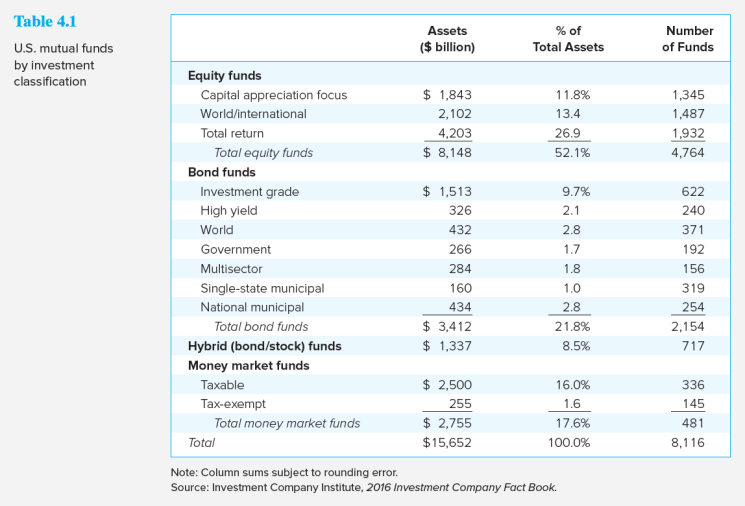 Table 4.1
U.S. mutual funds
by investment
classification
Assets % of Number
($ billion) Total Assets of Funds
Equity funds
Capital appreciation focus $ 1,843 11.8% 1,345
World/international 2,102 13.4 1,487
Total return 4,203 26.9 1,932
Total equity funds $ 8,148 52.1% 4,764
Bond funds
Investment grade $ 1,513 9.7% 622
High yield 326 2.1 240
World 432 2.8 371
Government 266 1.7 192
Multisector 284 1.8 156
Single-state municipal 160 1.0 319
National municipal 434 2.8 254
Total bond funds $ 3,412 21.8% 2,154
Hybrid (bond/stock) funds $ 1,337 8.5% 717
Money market funds
Taxable $ 2,500 16.0% 336
Tax-exempt 255 1.6 145
Total money market funds $ 2,755 17.6% 481
Total $15,652 100.0% 8,116
Note: Column sums subject to rounding error.
Source: Investment Company Institute, 2016 Investment Company Fact Book.